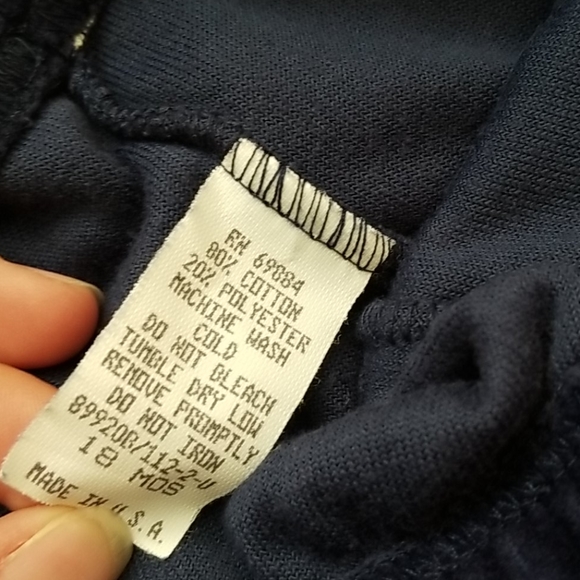 RN 69884
80% COTTON
20% POLYESTER
MACHINE WASH
COLD
DO NOT BLEACH
TUMBLE DRY LOW
REMOVE PROMPTLY
DO NOT IRON
89920B/112-2-U
18 MOS
MADE IN U.S.A.